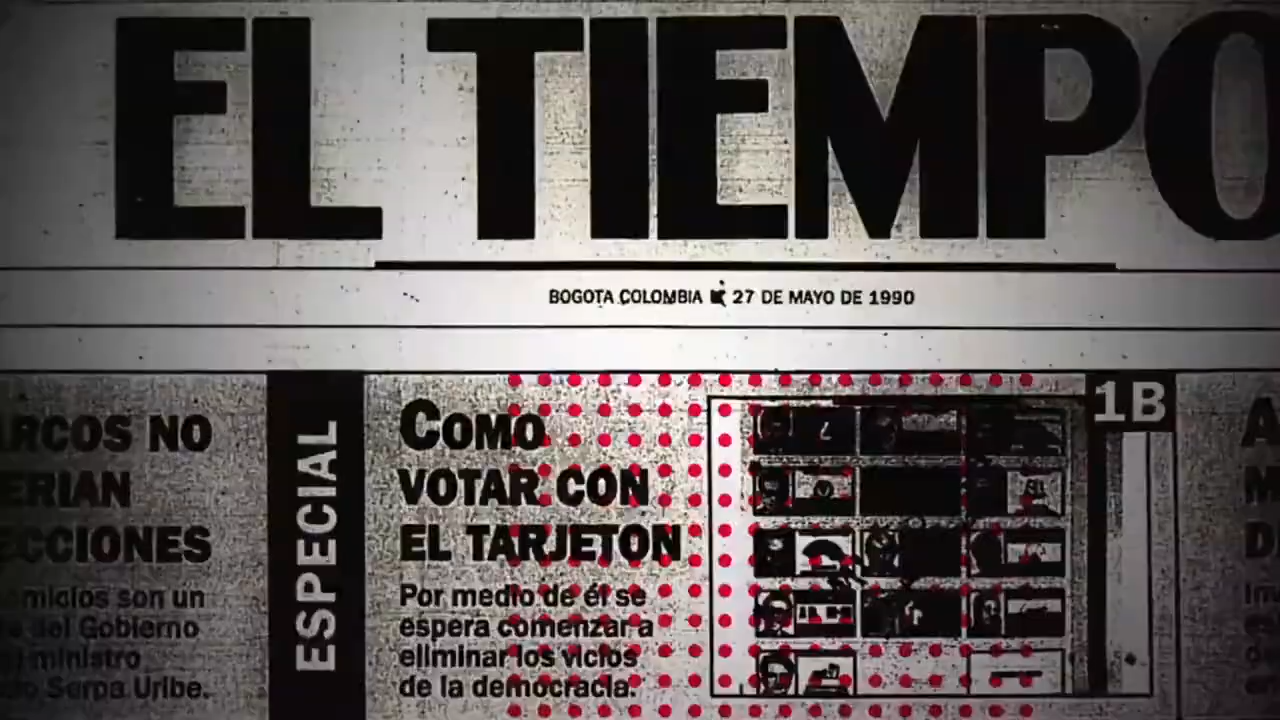 EL TIEMPO
BOGOTA COLOMBIA 27 DE MAYO DE 1990
ARCOS NO
ERIAN
ECCIONES
omicios son un
del Gobierno
ministro
Serpa Uribe.
ESPECIAL
COMO
VOTAR CON
EL TARJETON
Por medio de él se
espera comenzar a
eliminar los vicios
de la democracia.
1B